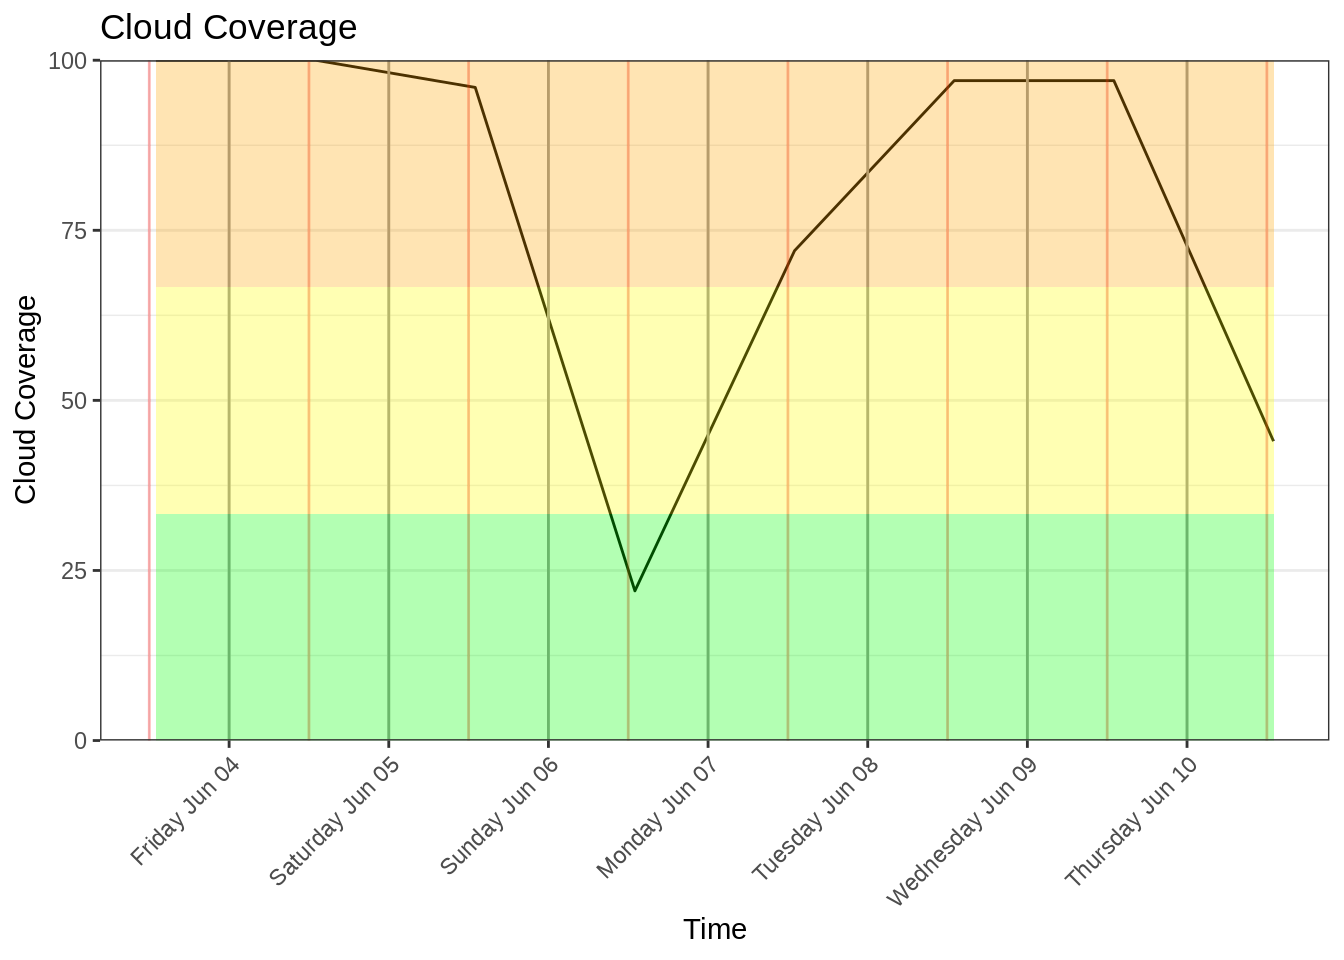 Cloud Coverage
100
75
50
25
0
Cloud Coverage
Friday Jun 04
Saturday Jun 05
Sunday Jun 06
Monday Jun 07
Tuesday Jun 08
Wednesday Jun 09
Thursday Jun 10
Time